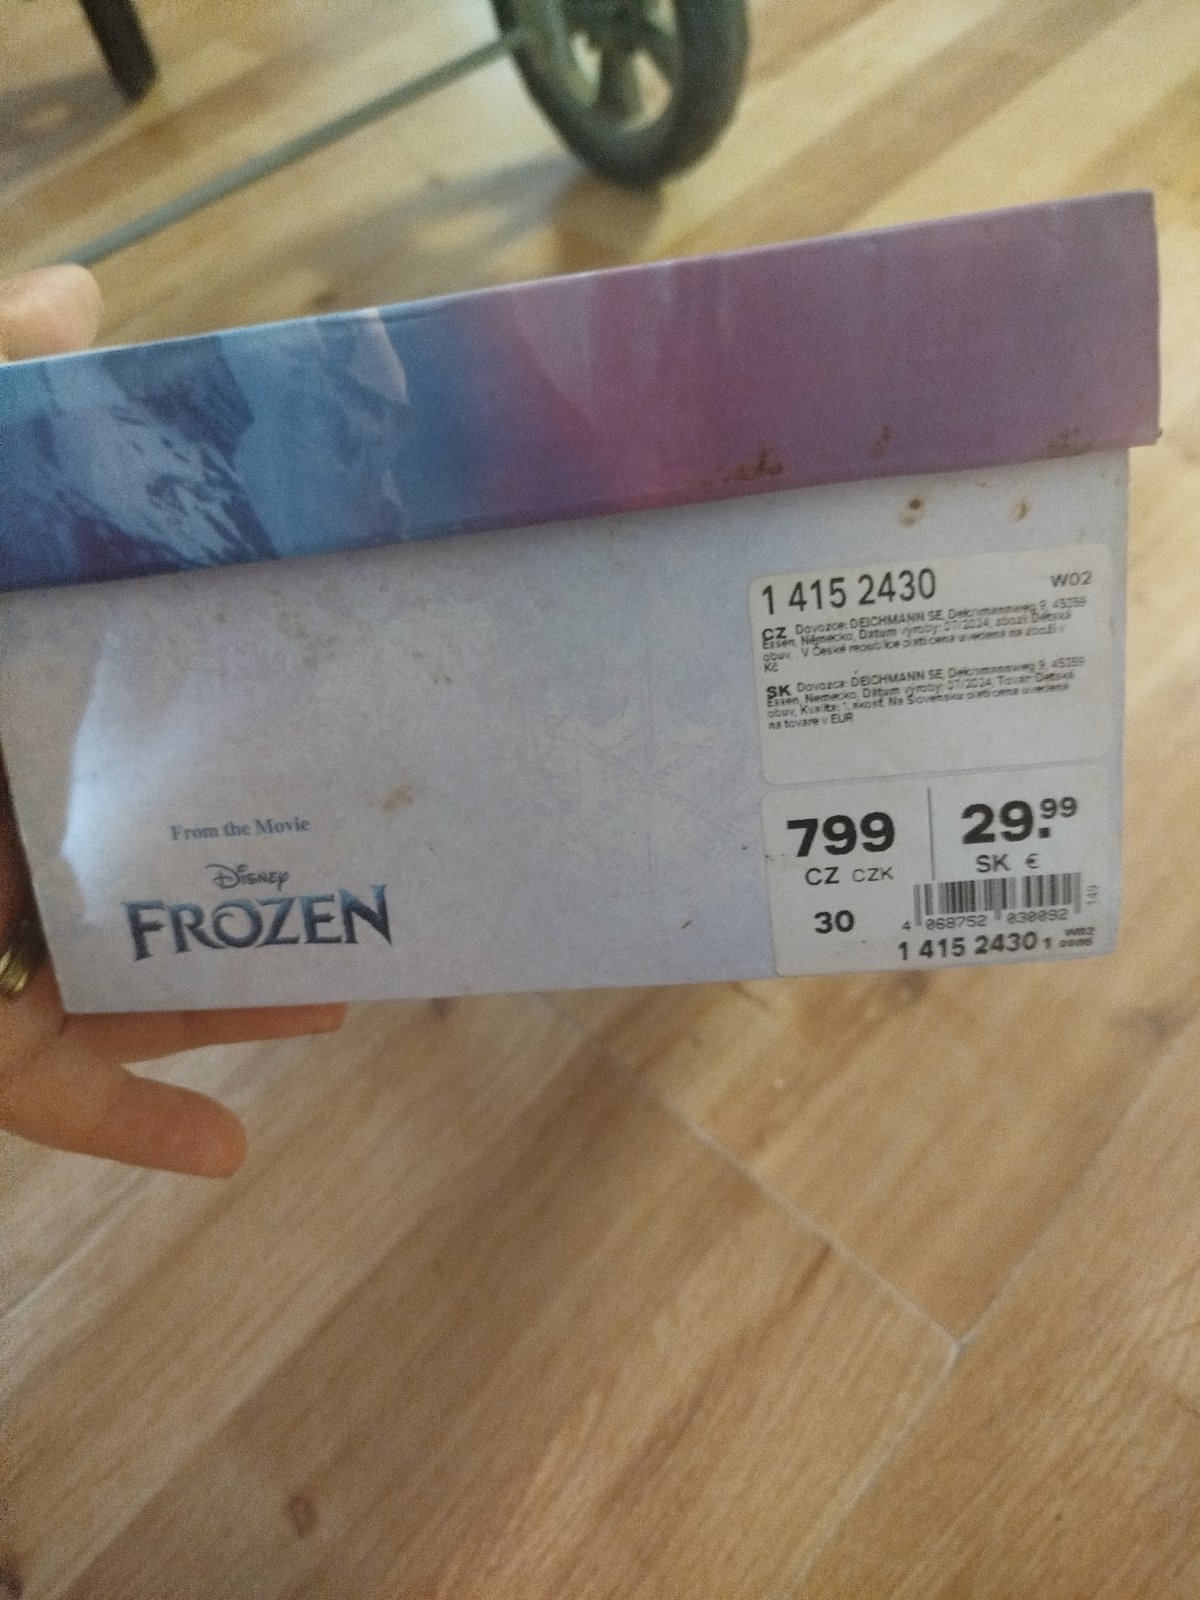 1 415 2430
W02
CZ Dovozce: DEICHMANN SE, Deichmannweg 9, 45359
Essen, Německo, Datum výroby: 07/2024, zboží: Dětská
obuv, V České republice platí cena uvedená na zboží v
Kč
SK Dovozca: DEICHMANN SE, Deichmannweg 9, 45359
Essen, Nemecko, Dátum výroby: 07/2024, Tovar: Detská
obuv, Kvalita: 1. akosť. Na Slovensku platí cena uvedená
na tovare v EUR
From the Movie
Disney
FROZEN
799
CZ CZK
29.99
SK €
30
4 068752 030092
149
1 415 2430 1
W02